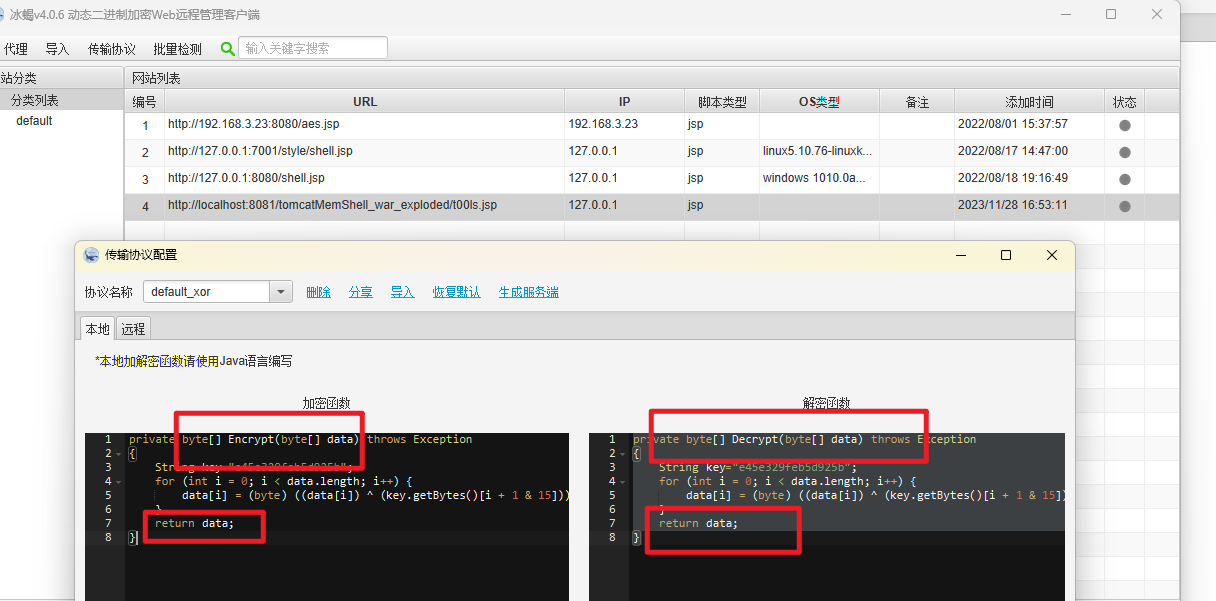 冰蝎v4.0.6 动态二进制加密Web远程管理客户端
代理 导入 传输协议 批量检测 输入关键字搜索
站分类 网站列表
分类列表 编号 URL IP 脚本类型 OS类型 备注 添加时间 状态
default
1 http://192.168.3.23:8080/aes.jsp 192.168.3.23 jsp 2022/08/01 15:37:57
2 http://127.0.0.1:7001/style/shell.jsp 127.0.0.1 jsp linux5.10.76-linuxk... 2022/08/17 14:47:00
3 http://127.0.0.1:8080/shell.jsp 127.0.0.1 jsp windows 1010.0a... 2022/08/18 19:16:49
4 http://localhost:8081/tomcatMemShell_war_exploded/t00ls.jsp 127.0.0.1 jsp 2023/11/28 16:53:11
传输协议配置
协议名称 default_xor 删除 分享 导入 恢复默认 生成服务端
本地 远程
*本地加解密函数请使用Java语言编写
加密函数
1 private byte[] Encrypt(byte[] data) throws Exception
2 {
3 String key="e45e329feb5d925b";
4 for (int i = 0; i < data.length; i++) {
5 data[i] = (byte) ((data[i]) ^ (key.getBytes()[i + 1 & 15]))
6 }
7 return data;
8 }
解密函数
1 private byte[] Decrypt(byte[] data) throws Exception
2 {
3 String key="e45e329feb5d925b";
4 for (int i = 0; i < data.length; i++) {
5 data[i] = (byte) ((data[i]) ^ (key.getBytes()[i + 1 & 15])
6 }
7 return data;
8 }